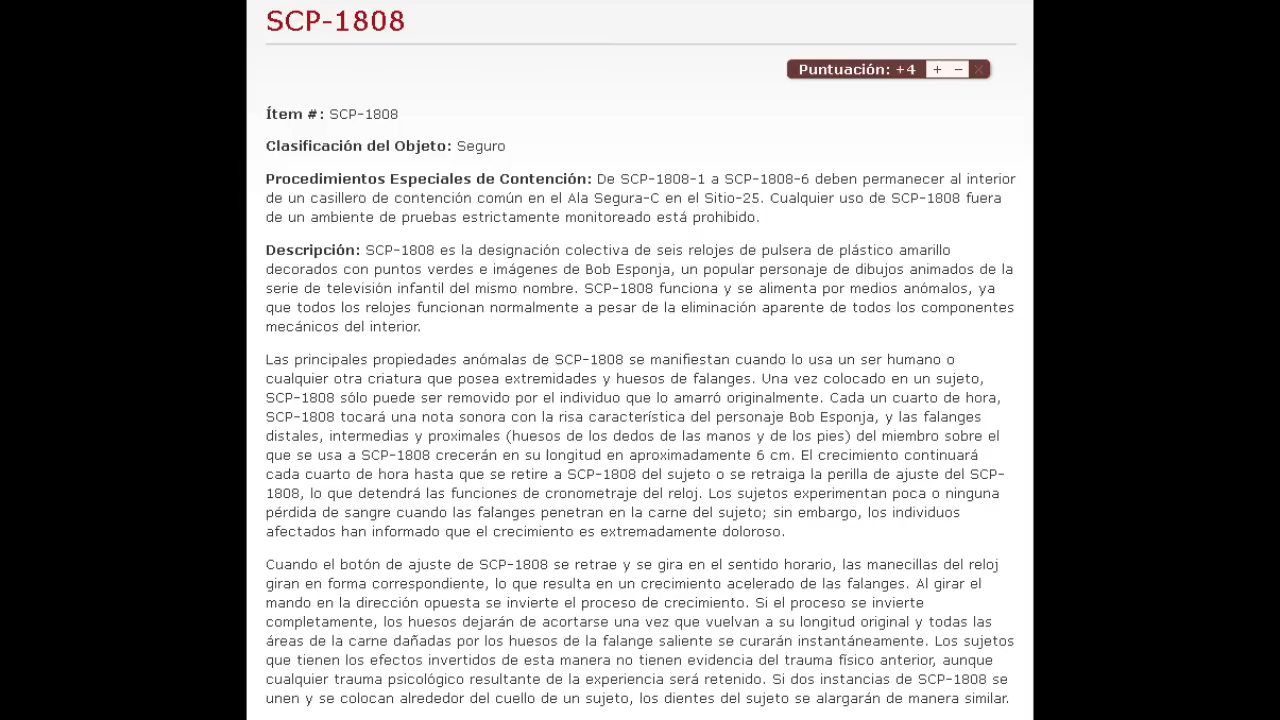 SCP-1808
Puntuación: +4 + − X
Ítem #: SCP-1808
Clasificación del Objeto: Seguro
Procedimientos Especiales de Contención: De SCP-1808-1 a SCP-1808-6 deben permanecer al interior
de un casillero de contención común en el Ala Segura-C en el Sitio-25. Cualquier uso de SCP-1808 fuera
de un ambiente de pruebas estrictamente monitoreado está prohibido.
Descripción: SCP-1808 es la designación colectiva de seis relojes de pulsera de plástico amarillo
decorados con puntos verdes e imágenes de Bob Esponja, un popular personaje de dibujos animados de la
serie de televisión infantil del mismo nombre. SCP-1808 funciona y se alimenta por medios anómalos, ya
que todos los relojes funcionan normalmente a pesar de la eliminación aparente de todos los componentes
mecánicos del interior.
Las principales propiedades anómalas de SCP-1808 se manifiestan cuando lo usa un ser humano o
cualquier otra criatura que posea extremidades y huesos de falanges. Una vez colocado en un sujeto,
SCP-1808 sólo puede ser removido por el individuo que lo amarró originalmente. Cada un cuarto de hora,
SCP-1808 tocará una nota sonora con la risa característica del personaje Bob Esponja, y las falanges
distales, intermedias y proximales (huesos de los dedos de las manos y de los pies) del miembro sobre el
que se usa a SCP-1808 crecerán en su longitud en aproximadamente 6 cm. El crecimiento continuará
cada cuarto de hora hasta que se retire a SCP-1808 del sujeto o se retraiga la perilla de ajuste del SCP-
1808, lo que detendrá las funciones de cronometraje del reloj. Los sujetos experimentan poca o ninguna
pérdida de sangre cuando las falanges penetran en la carne del sujeto; sin embargo, los individuos
afectados han informado que el crecimiento es extremadamente doloroso.
Cuando el botón de ajuste de SCP-1808 se retrae y se gira en el sentido horario, las manecillas del reloj
giran en forma correspondiente, lo que resulta en un crecimiento acelerado de las falanges. Al girar el
mando en la dirección opuesta se invierte el proceso de crecimiento. Si el proceso se invierte
completamente, los huesos dejarán de acortarse una vez que vuelvan a su longitud original y todas las
áreas de la carne dañadas por los huesos de la falange saliente se curarán instantáneamente. Los sujetos
que tienen los efectos invertidos de esta manera no tienen evidencia del trauma físico anterior, aunque
cualquier trauma psicológico resultante de la experiencia será retenido. Si dos instancias de SCP-1808 se
unen y se colocan alrededor del cuello de un sujeto, los dientes del sujeto se alargarán de manera similar.